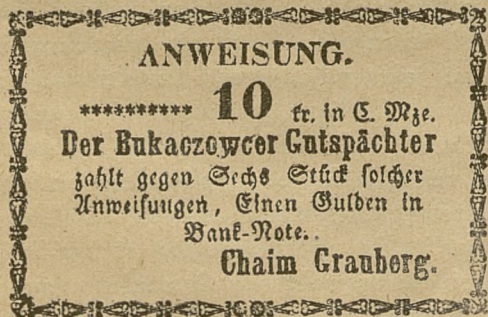 ANWEISUNG.
********** 10 kr. in C. Mze.
Der Bukaczowcer Gutspächter
zahlt gegen Sechs Stück solcher
Anweisungen, Einen Gulden in
Bank-Note.
Chaim Grauberg.